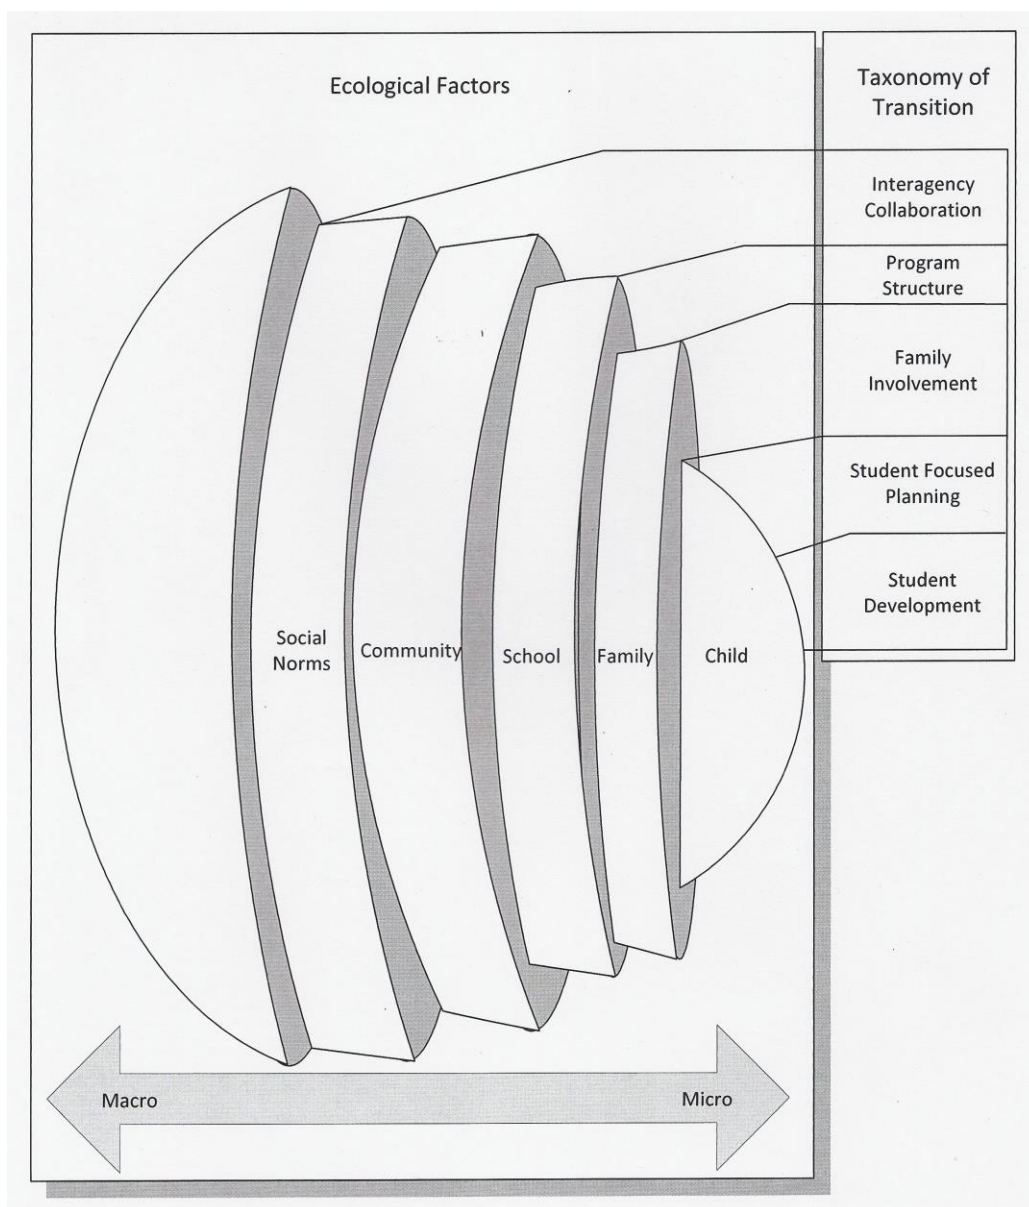 Ecological Factors
Taxonomy of
Transition
Interagency
Collaboration
Program
Structure
Family
Involvement
Student Focused
Planning
Student
Development
Social
Norms
Community
School
Family
Child
Macro
Micro